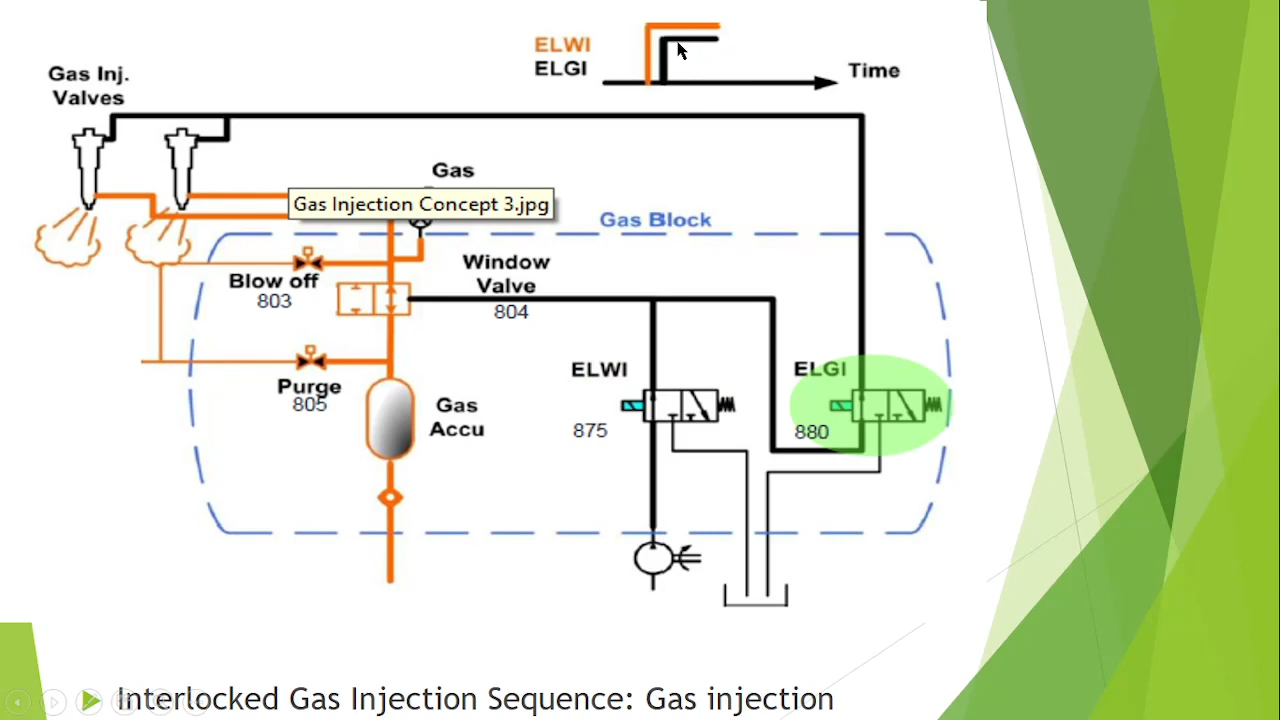 ELWI
ELGI
Time
Gas Inj.
Valves
Gas
Gas Injection Concept 3.jpg
Gas Block
Window
Valve
804
Blow off
803
ELWI
ELGI
Purge
805
Gas
Accu
875
880
Interlocked Gas Injection Sequence: Gas injection